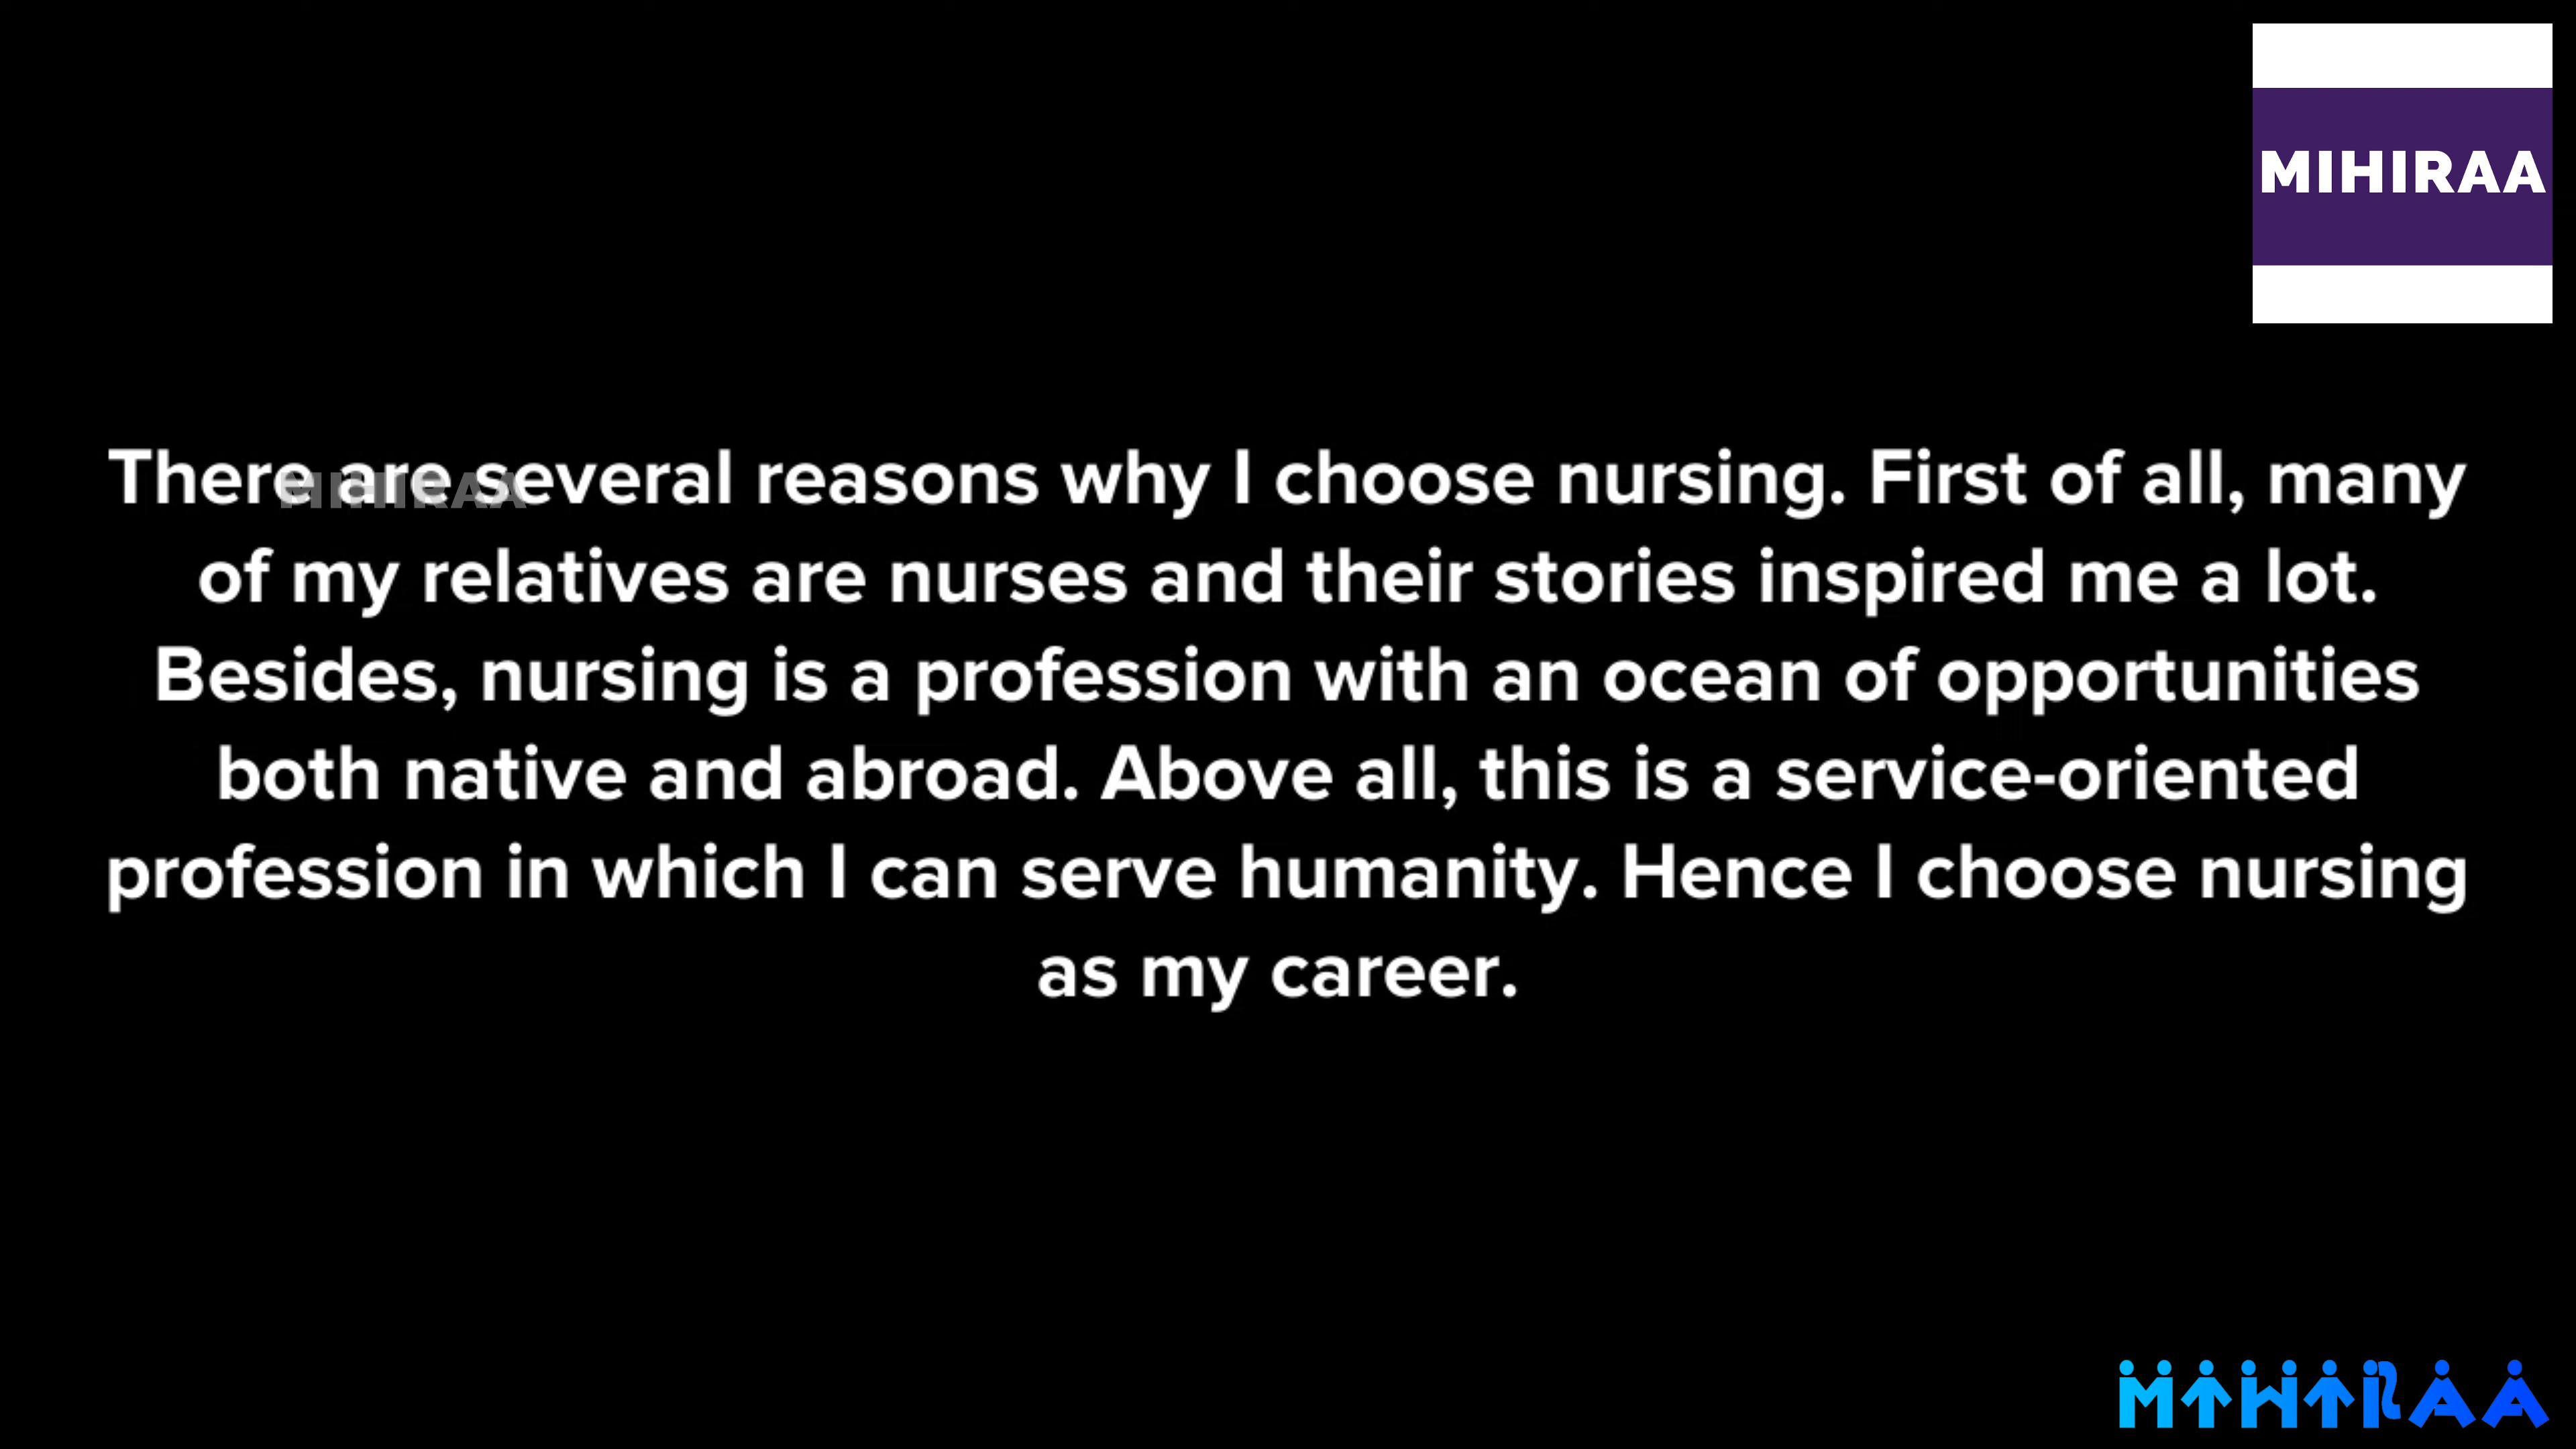 MIHIRAA
There are several reasons why I choose nursing. First of all, many
MIHIRAA
of my relatives are nurses and their stories inspired me a lot.
Besides, nursing is a profession with an ocean of opportunities
both native and abroad. Above all, this is a service-oriented
profession in which I can serve humanity. Hence I choose nursing
as my career.
MIHIRAA